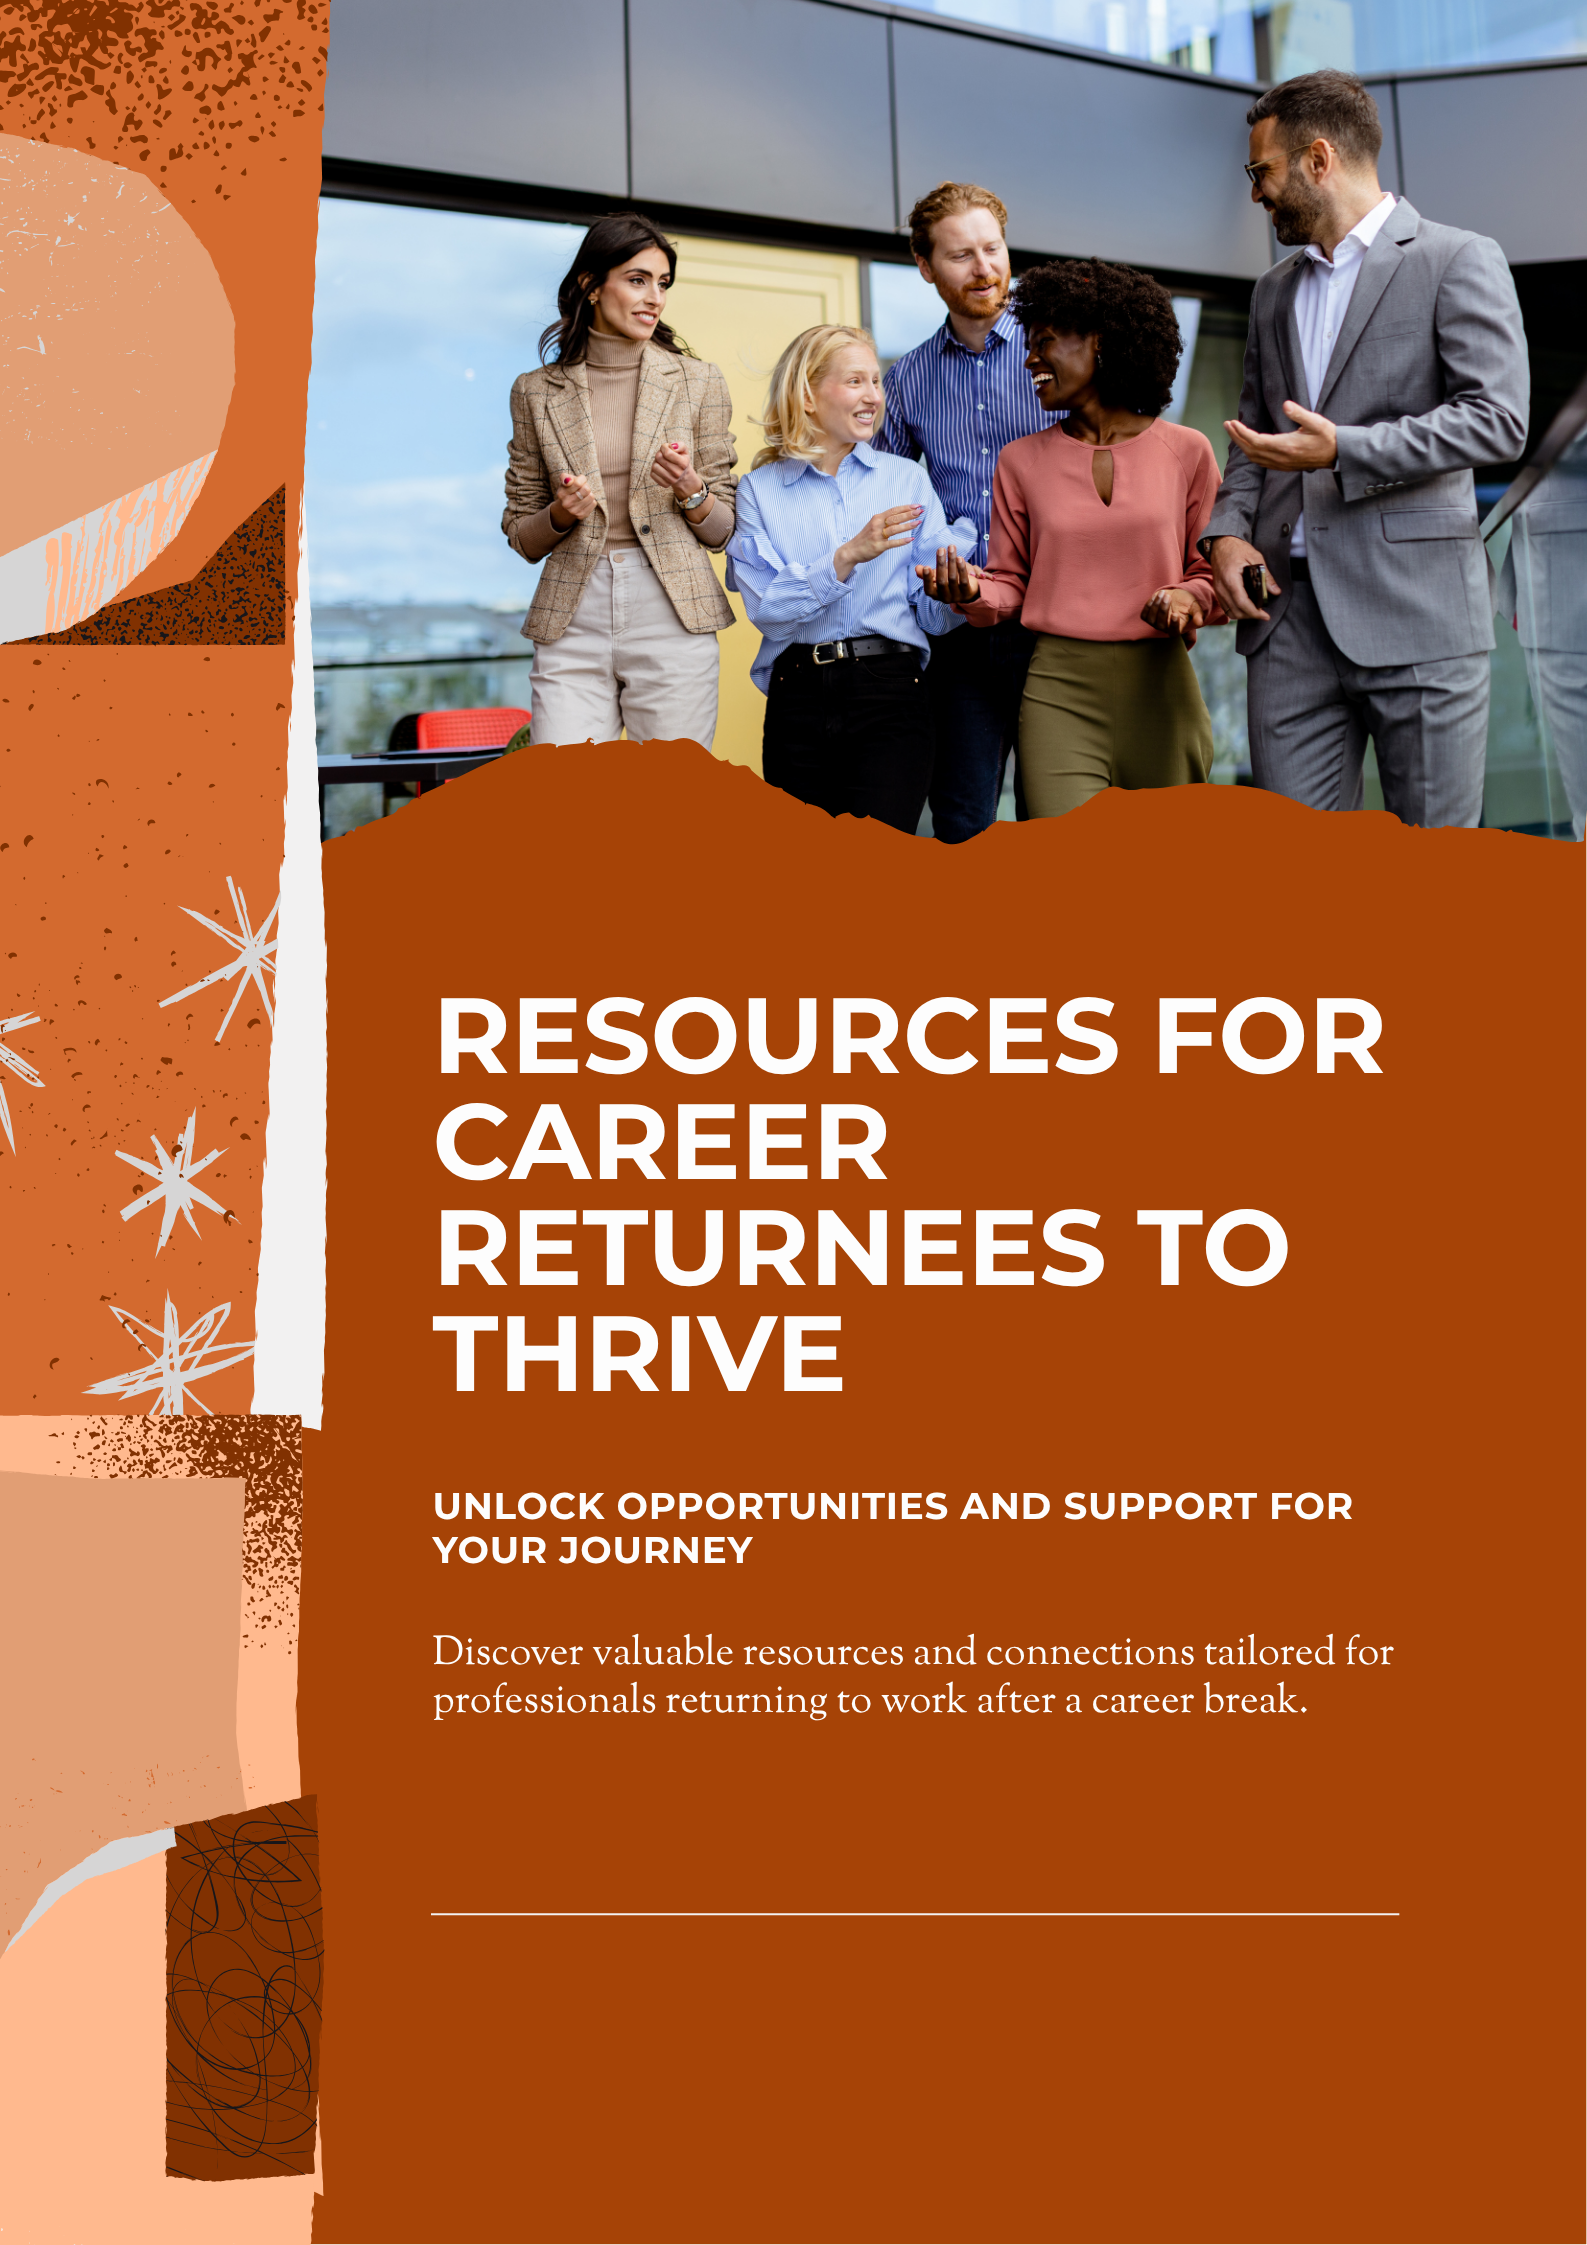 RESOURCES FOR
CAREER
RETURNEES TO
THRIVE
UNLOCK OPPORTUNITIES AND SUPPORT FOR
YOUR JOURNEY
Discover valuable resources and connections tailored for
professionals returning to work after a career break.